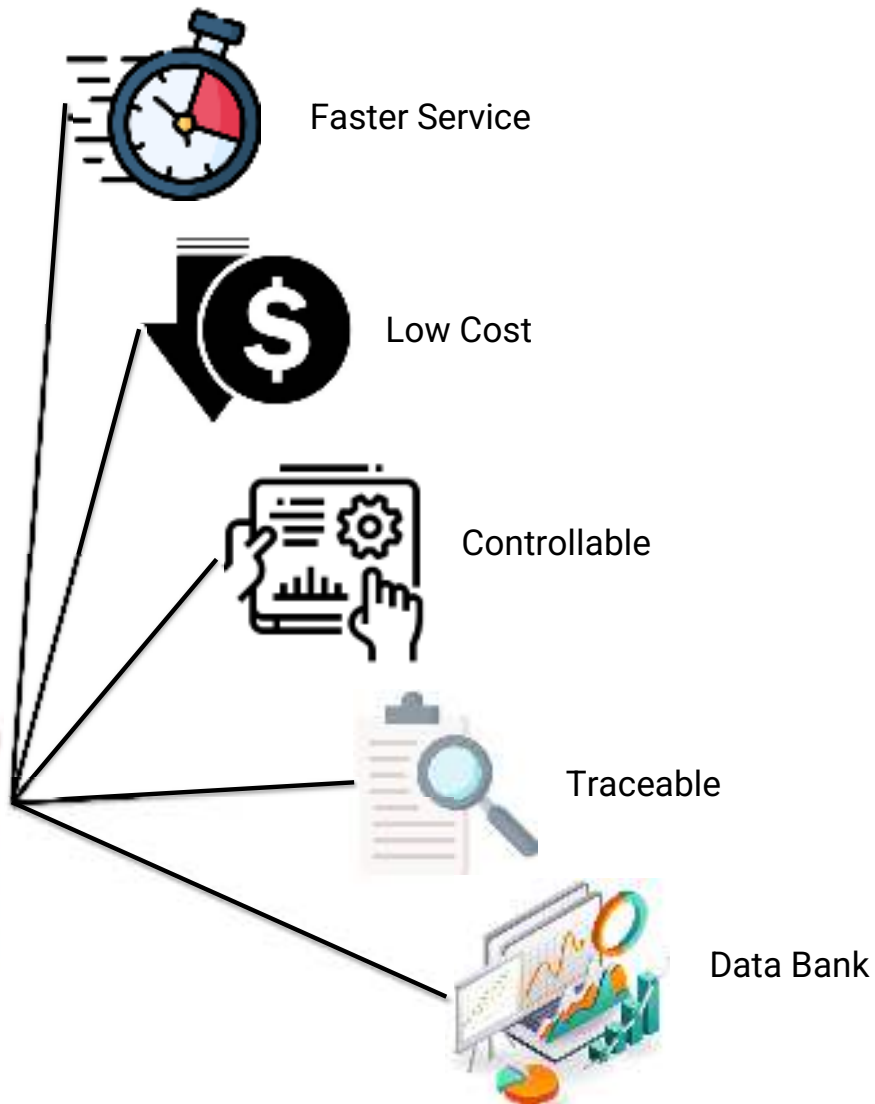 Faster Service
$
Low Cost
Controllable
Traceable
Data Bank